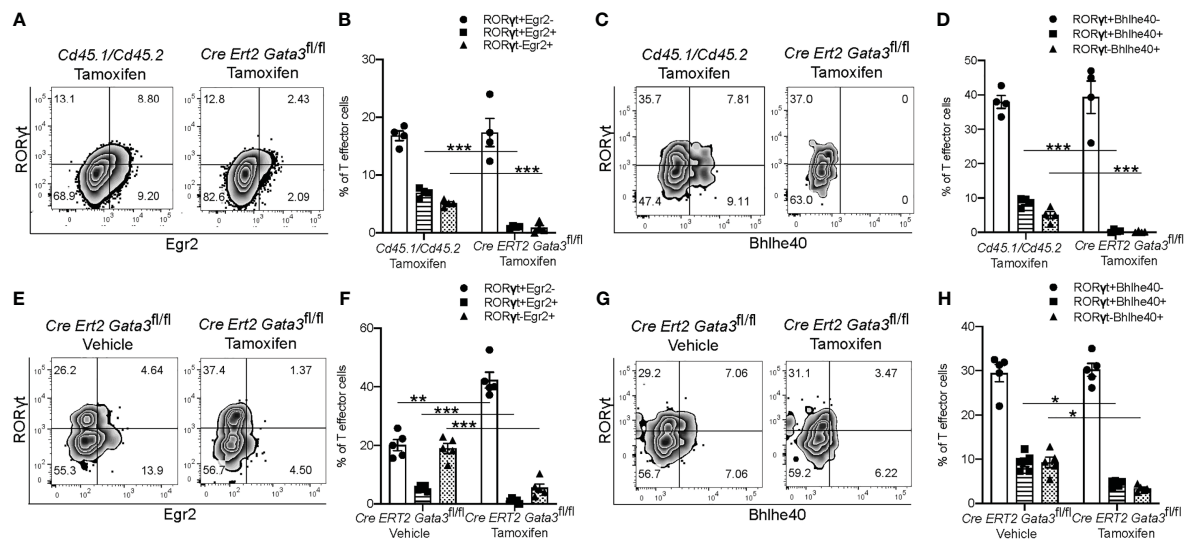 A
Cd45.1/Cd45.2
Tamoxifen
Cre Ert2 Gata3fl/fl
Tamoxifen
13.1
8.80
68.9
9.20
12.8
2.43
82.6
2.09
RORγt
Egr2
B
RORγt+Egr2-
RORγt+Egr2+
RORγt-Egr2+
% of T effector cells
30
20
10
0
***
***
Cd45.1/Cd45.2
Tamoxifen
Cre ERT2 Gata3fl/fl
Tamoxifen
C
Cd45.1/Cd45.2
Tamoxifen
Cre Ert2 Gata3fl/fl
Tamoxifen
35.7
7.81
47.4
9.11
37.0
0
63.0
0
RORγt
Bhlhe40
D
RORγt+Bhlhe40-
RORγt+Bhlhe40+
RORγt-Bhlhe40+
% of T effector cells
50
40
30
20
10
0
***
***
Cd45.1/Cd45.2
Tamoxifen
Cre ERT2 Gata3fl/fl
Tamoxifen
E
Cre Ert2 Gata3fl/fl
Vehicle
Cre Ert2 Gata3fl/fl
Tamoxifen
26.2
4.64
55.3
13.9
37.4
1.37
56.7
4.50
RORγt
Egr2
F
RORγt+Egr2-
RORγt+Egr2+
RORγt-Egr2+
% of T effector cells
60
40
20
0
**
***
***
Cre ERT2 Gata3fl/fl
Vehicle
Cre ERT2 Gata3fl/fl
Tamoxifen
G
Cre Ert2 Gata3fl/fl
Vehicle
Cre Ert2 Gata3fl/fl
Tamoxifen
29.2
7.06
56.7
7.06
31.1
3.47
59.2
6.22
RORγt
Bhlhe40
H
RORγt+Bhlhe40-
RORγt+Bhlhe40+
RORγt-Bhlhe40+
% of T effector cells
40
30
20
10
0
*
*
Cre ERT2 Gata3fl/fl
Vehicle
Cre ERT2 Gata3fl/fl
Tamoxifen